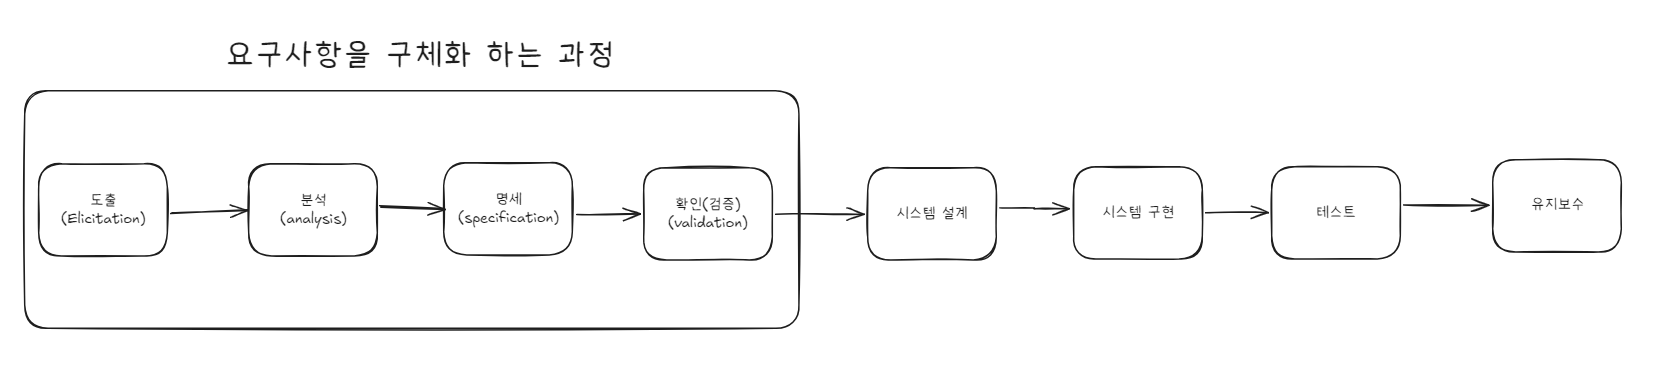 요구사항을 구체화 하는 과정
도출
(Elicitation)
분석
(analysis)
명세
(specification)
확인(검증)
(validation)
시스템 설계
시스템 구현
테스트
유지보수